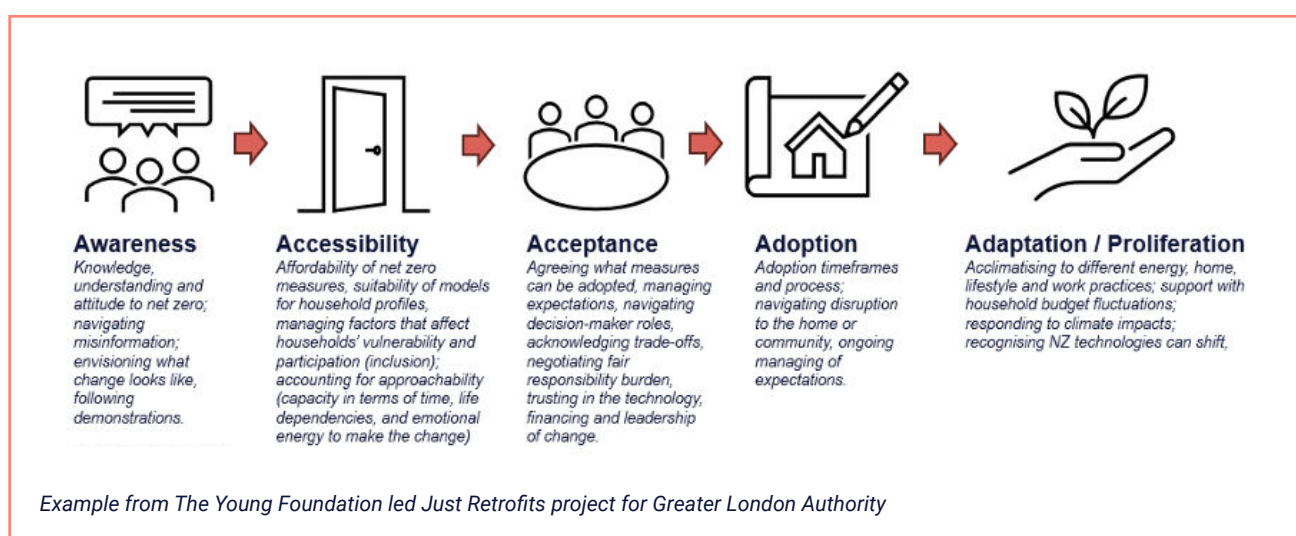 Awareness
Knowledge,
understanding and
attitude to net zero;
navigating
misinformation;
envisioning what
change looks like,
following
demonstrations.
Accessibility
Affordability of net zero
measures, suitability of models
for household profiles,
managing factors that affect
households' vulnerability and
participation (inclusion);
accounting for approachability
(capacity in terms of time, life
dependencies, and emotional
energy to make the change)
Acceptance
Agreeing what measures
can be adopted, managing
expectations, navigating
decision-maker roles,
acknowledging trade-offs,
negotiating fair
responsibility burden,
trusting in the technology,
financing and leadership
of change.
Adoption
Adoption timeframes
and process;
navigating disruption
to the home or
community, ongoing
managing of
expectations.
Adaptation / Proliferation
Acclimatising to different energy, home,
lifestyle and work practices; support with
household budget fluctuations;
responding to climate impacts;
recognising NZ technologies can shift,
Example from The Young Foundation led Just Retrofits project for Greater London Authority